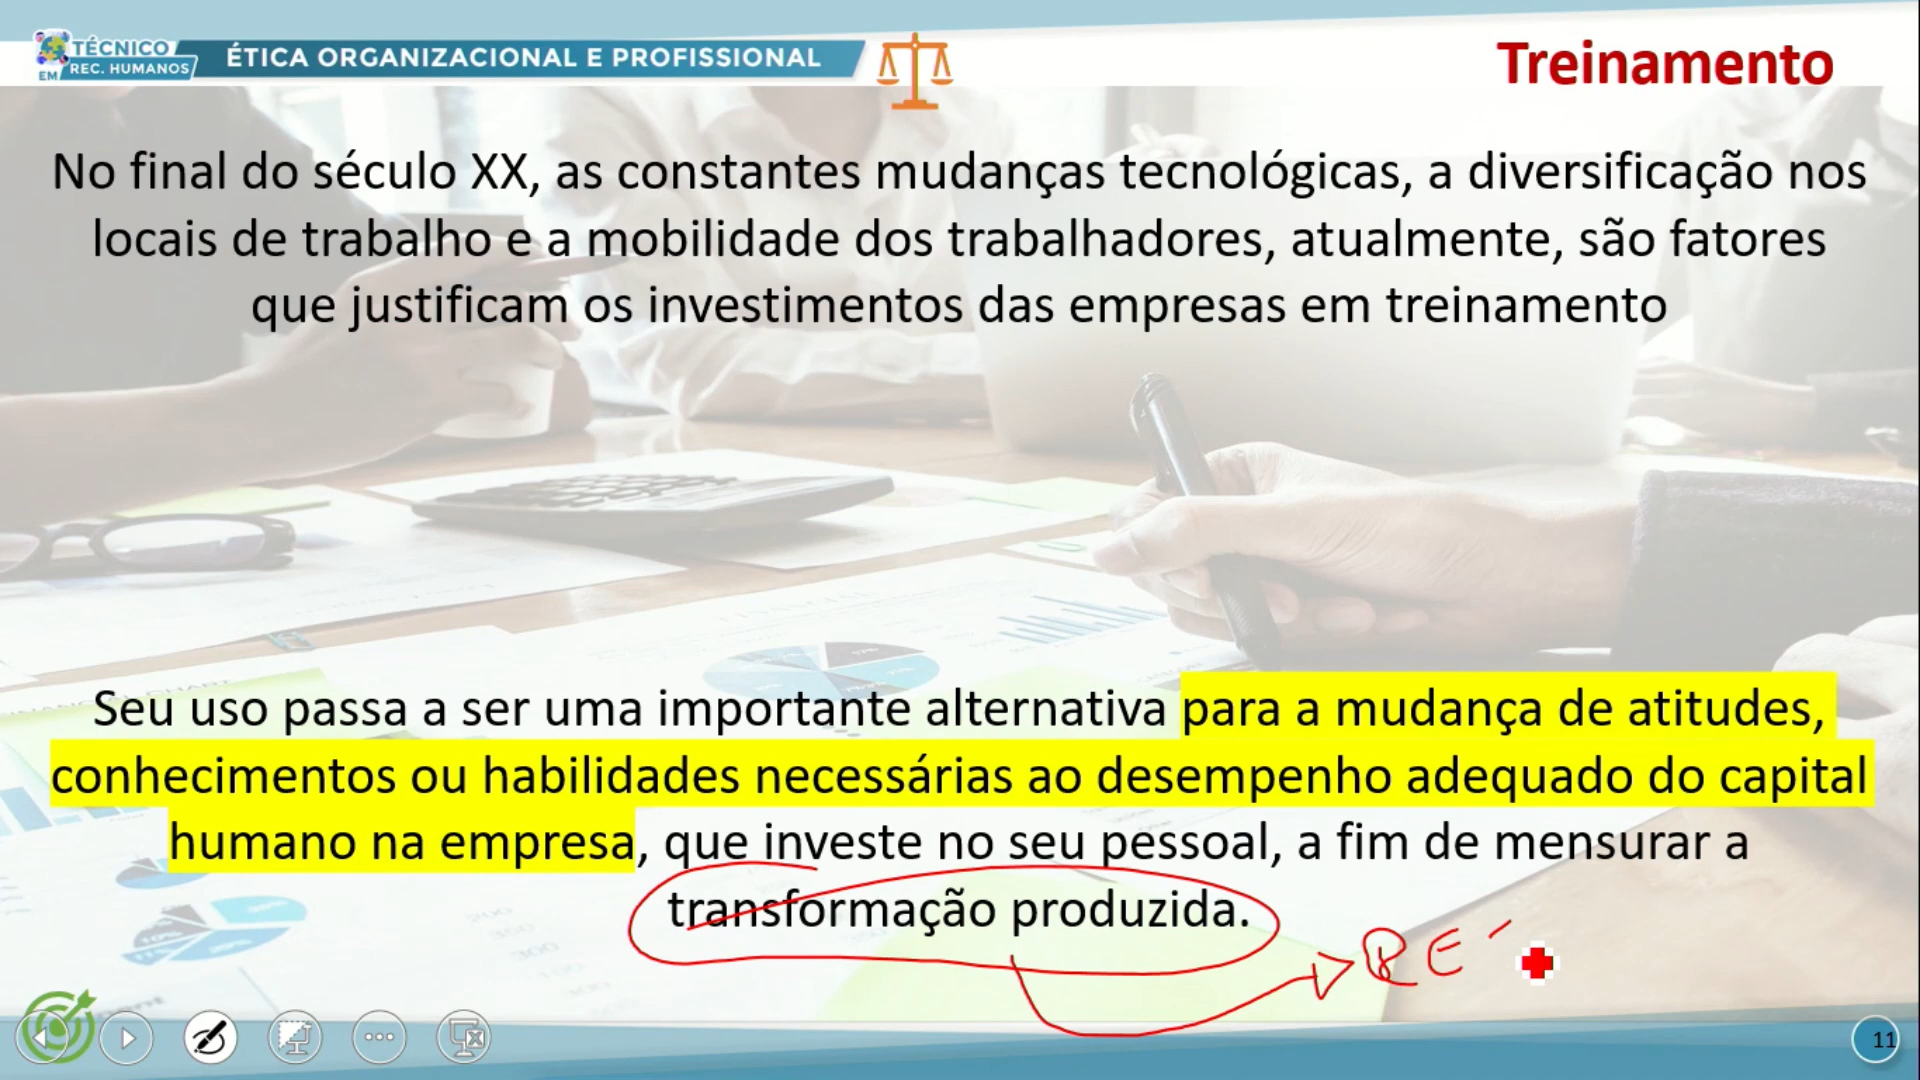 TÉCNICO
EM REC. HUMANOS
ÉTICA ORGANIZACIONAL E PROFISSIONAL
Treinamento
No final do século XX, as constantes mudanças tecnológicas, a diversificação nos
locais de trabalho e a mobilidade dos trabalhadores, atualmente, são fatores
que justificam os investimentos das empresas em treinamento
Seu uso passa a ser uma importante alternativa para a mudança de atitudes,
conhecimentos ou habilidades necessárias ao desempenho adequado do capital
humano na empresa, que investe no seu pessoal, a fim de mensurar a
transformação produzida.
RE
11